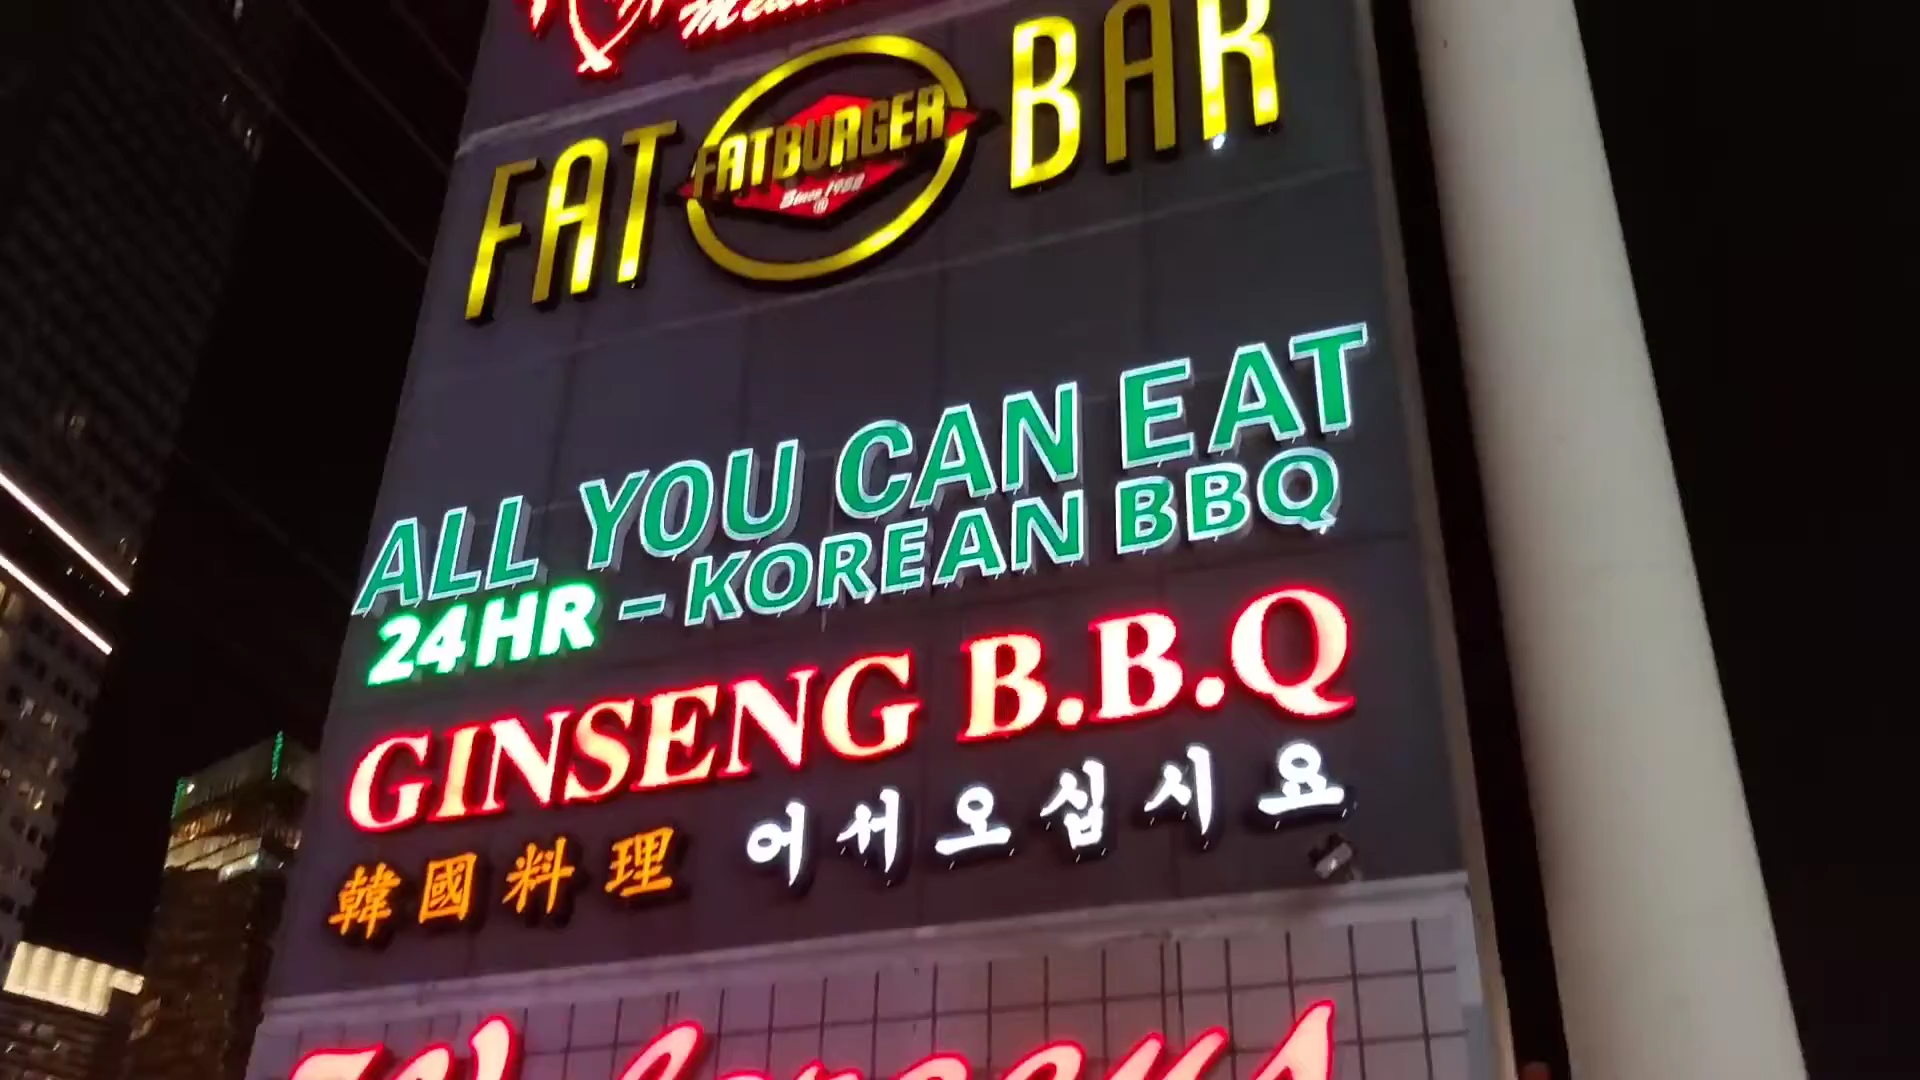 FAT FATBURGER BAR
Since 1952
ALL YOU CAN EAT
24HR – KOREAN BBQ
GINSENG B.B.Q
韓國料理 어서오십시요
Walgreens